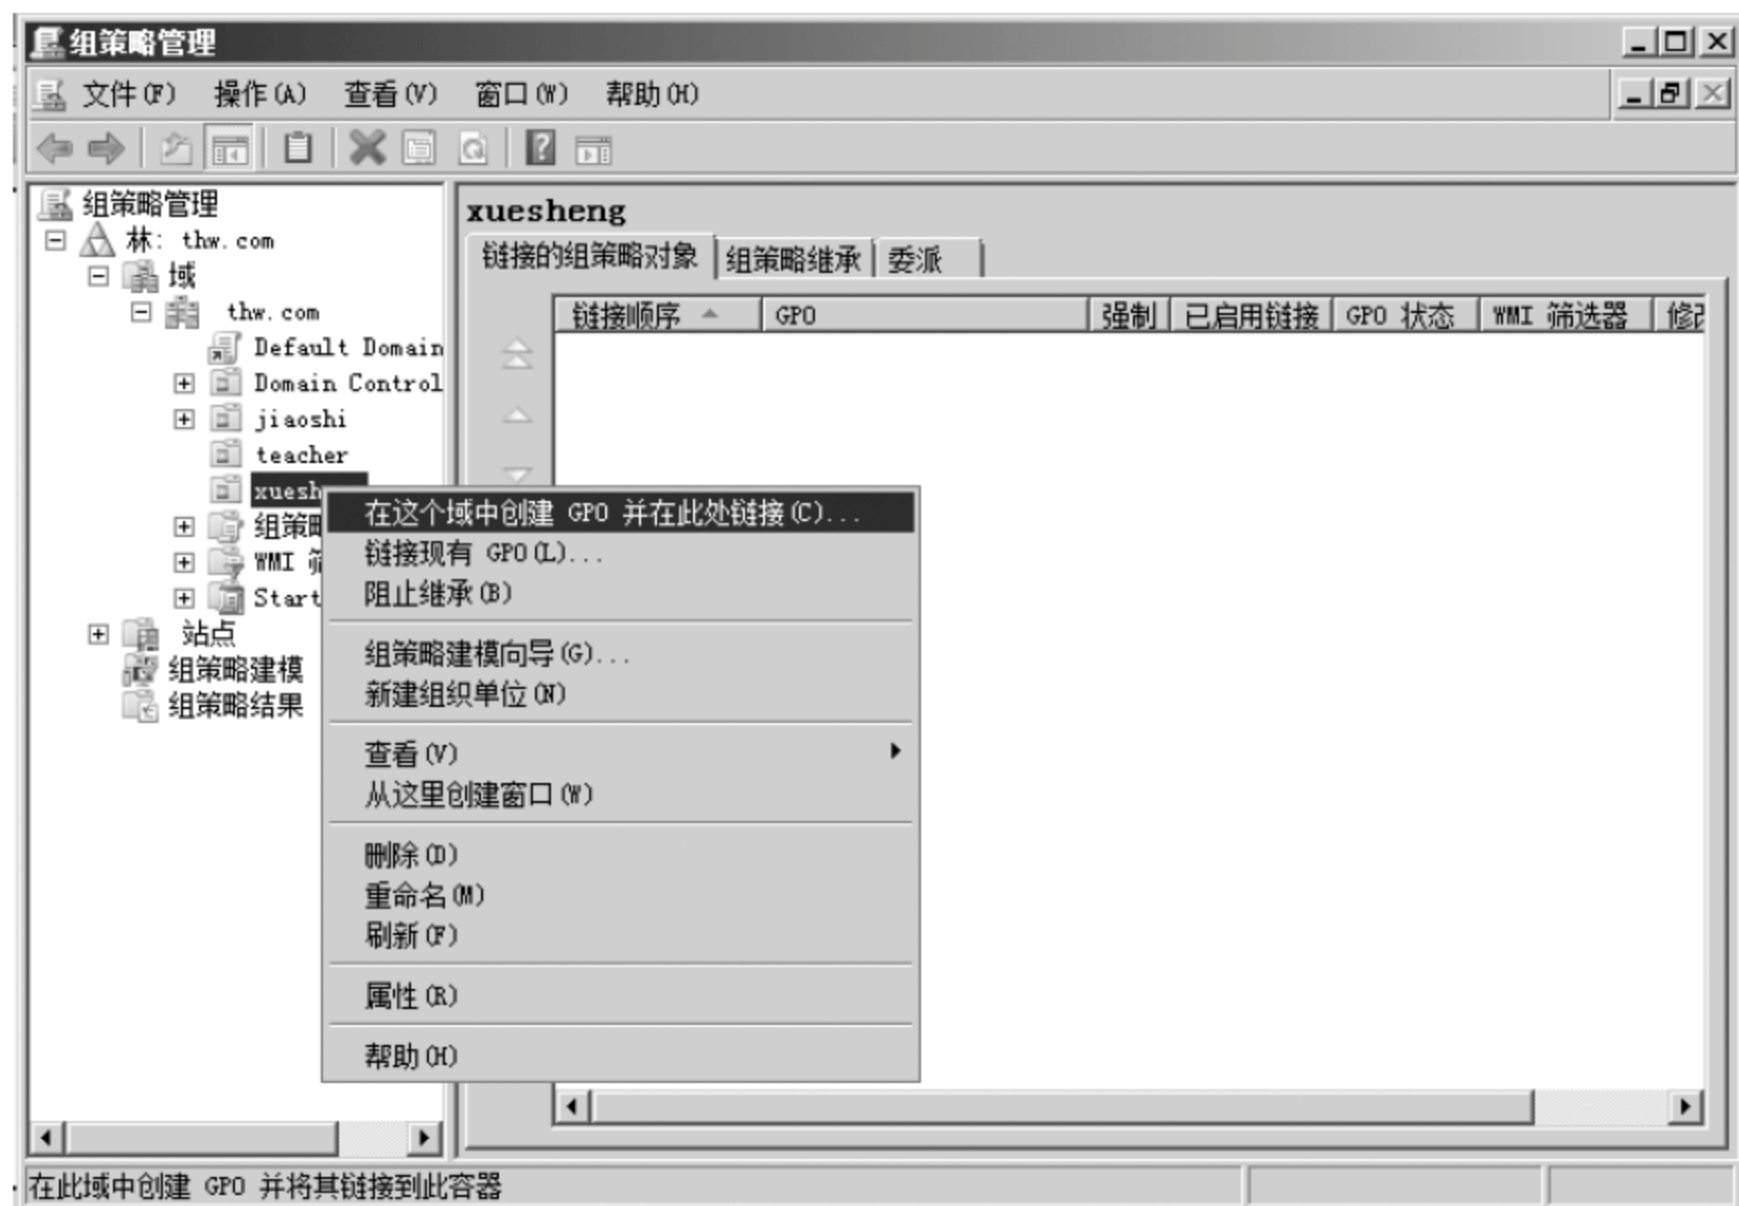 组策略管理
文件(F) 操作(A) 查看(V) 窗口(W) 帮助(H)
组策略管理
林: thw.com
域
thw.com
Default Domain
Domain Control
jiaoshi
teacher
xuesh
组策略
WMI 筛
Start
站点
组策略建模
组策略结果
xuesheng
链接的组策略对象 组策略继承 委派
链接顺序 GPO 强制 已启用链接 GPO 状态 WMI 筛选器 修改
在这个域中创建 GPO 并在此处链接(C)...
链接现有 GPO(L)...
阻止继承(B)
组策略建模向导(G)...
新建组织单位(N)
查看(V)
从这里创建窗口(W)
删除(D)
重命名(M)
刷新(F)
属性(R)
帮助(H)
在此域中创建 GPO 并将其链接到此容器